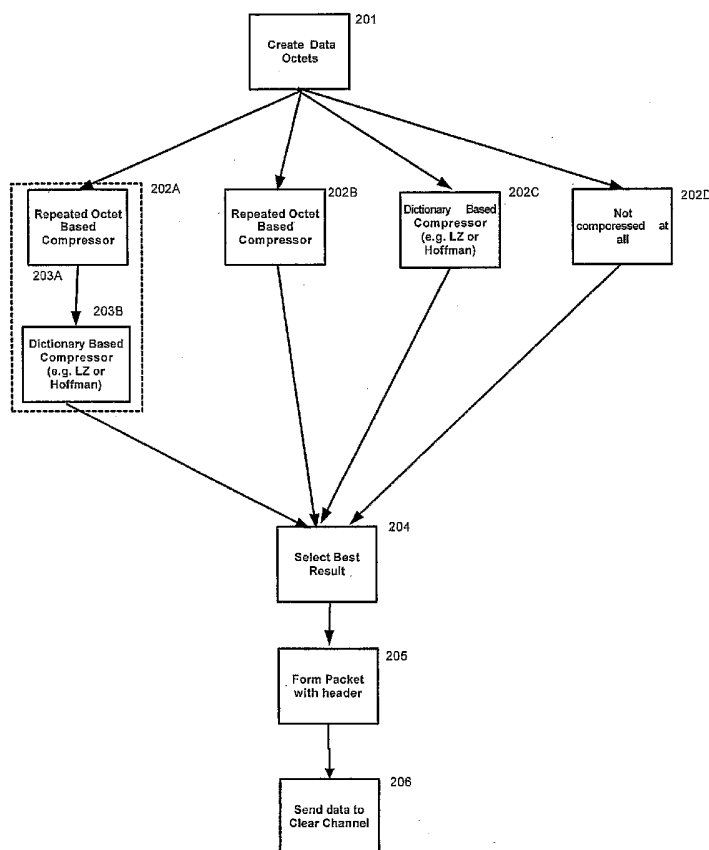 201
Create Data
Octets
202A
Repeated Octet
Based
Compressor
203A
203B
Dictionary Based
Compressor
(e.g. LZ or
Hoffman)
202B
Repeated Octet
Based
Compressor
202C
Dictionary Based
Compressor
(e.g. LZ or
Hoffman)
202D
Not
compcressed at
all
204
Select Best
Result
205
Form Packet
with header
206
Send data to
Clear Channel